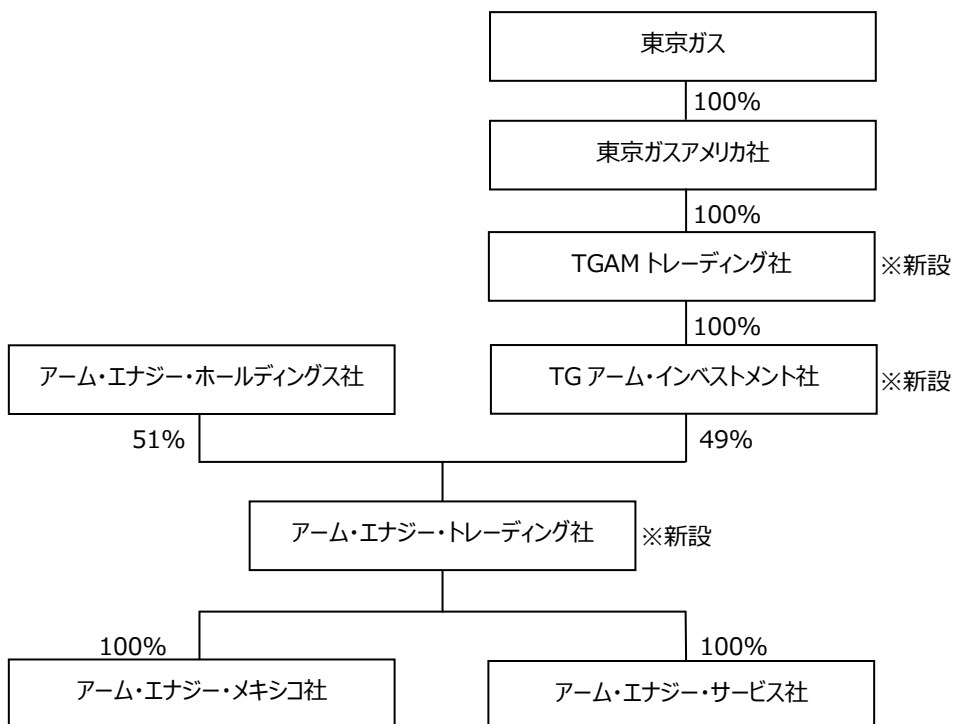 東京ガス
100%
東京ガスアメリカ社
100%
TGAM トレーディング社
※新設
100%
アーム・エナジー・ホールディングス社
TG アーム・インベストメント社
※新設
51%
49%
アーム・エナジー・トレーディング社
※新設
100%
100%
アーム・エナジー・メキシコ社
アーム・エナジー・サービス社